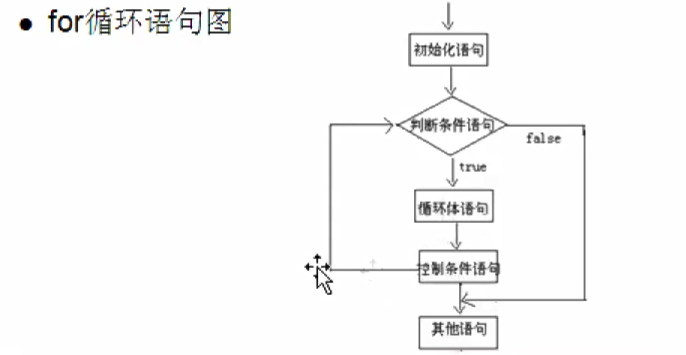 ● for循环语句图
初始化语句
判断条件语句
false
true
循环体语句
控制条件语句
其他语句